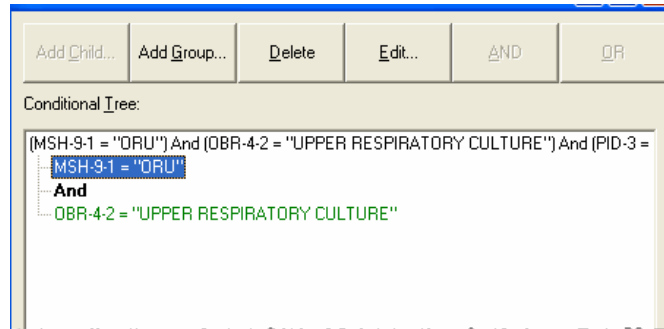 Add Child... Add Group... Delete Edit... AND OR
Conditional Tree:
(MSH-9-1 = "ORU") And (OBR-4-2 = "UPPER RESPIRATORY CULTURE") And (PID-3 =
MSH-9-1 = "ORU"
And
OBR-4-2 = "UPPER RESPIRATORY CULTURE"